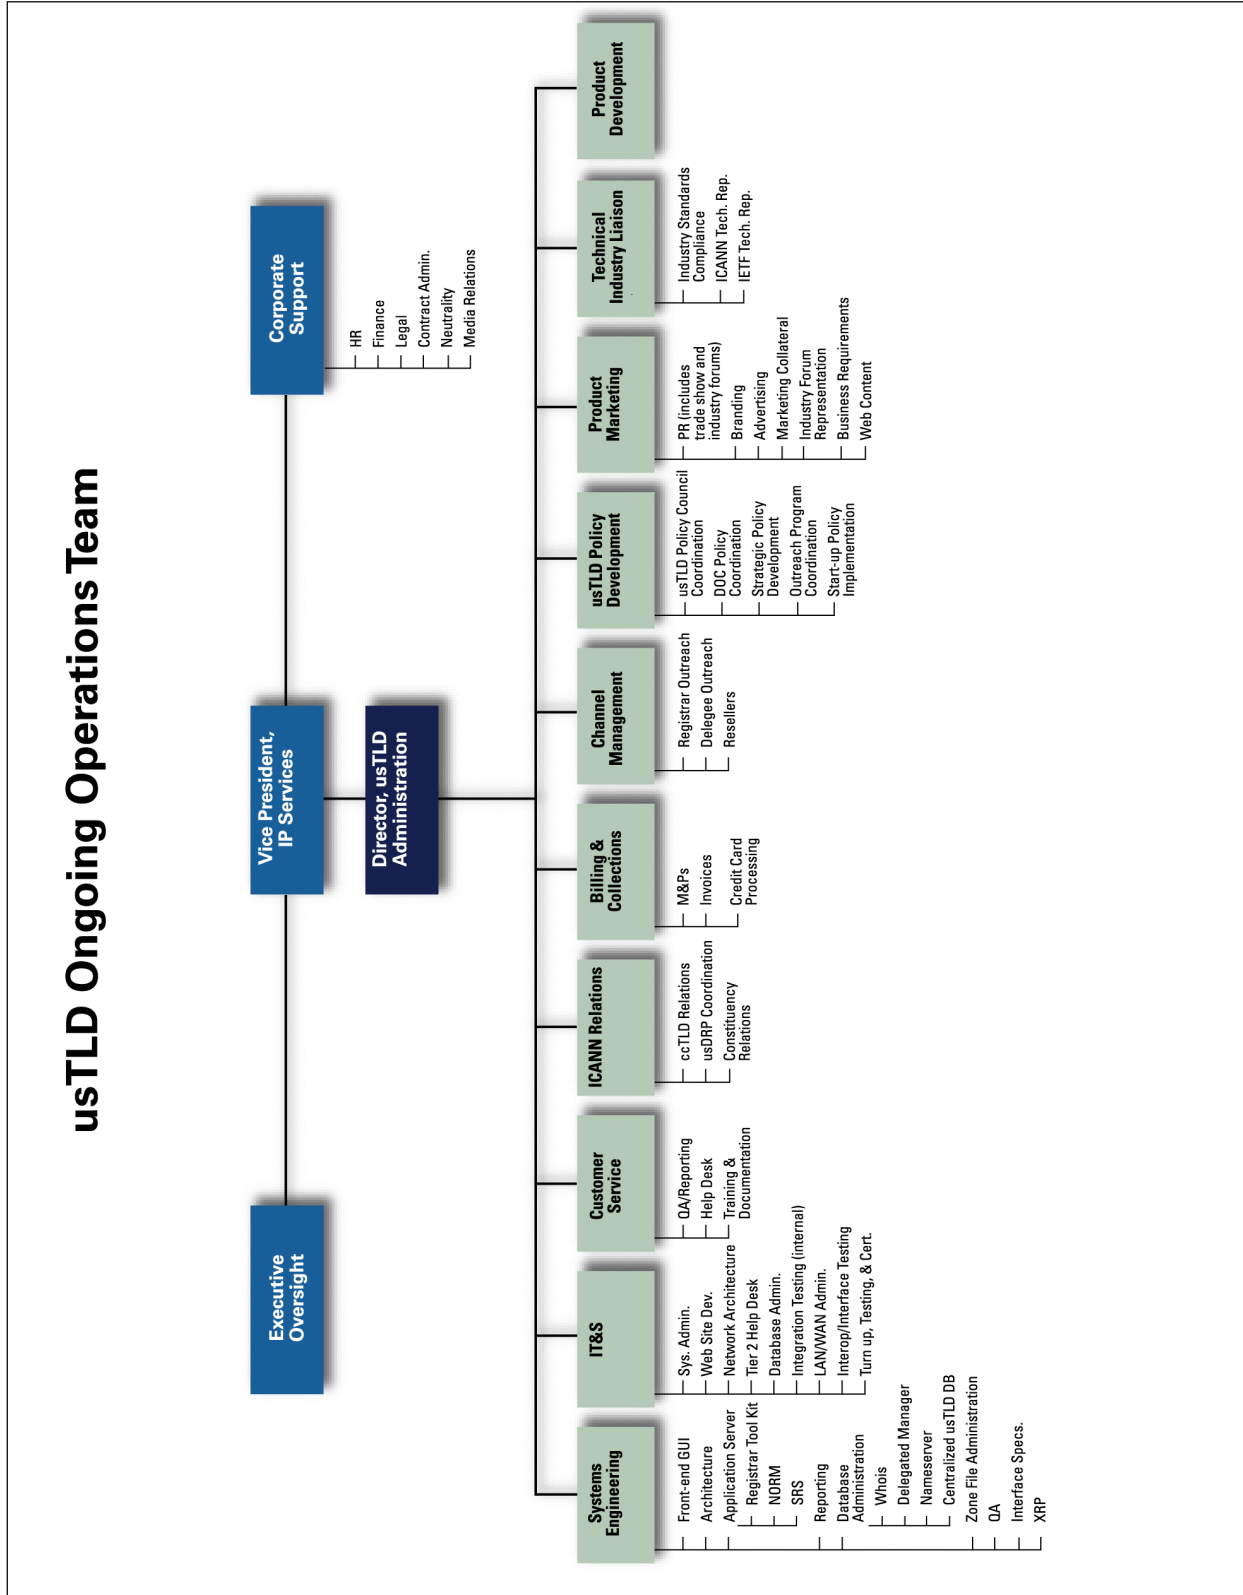 usTLD Ongoing Operations Team
Executive
Oversight
Vice President,
IP Services
Corporate
Support
HR
Finance
Legal
Contract Admin.
Neutrality
Media Relations
Director, usTLD
Administration
Systems
Engineering
Front-end GUI
Architecture
Application Server
Registrar Tool Kit
NORM
SRS
Reporting
Database
Administration
Whois
Delegated Manager
Nameserver
Centralized usTLD DB
Zone File Administration
QA
Interface Specs.
XRP
IT&S
Sys. Admin.
Web Site Dev.
Network Architecture
Tier 2 Help Desk
Database Admin.
Integration Testing (internal)
LAN/WAN Admin.
Interop/Interface Testing
Turn up, Testing, & Cert.
Customer
Service
QA/Reporting
Help Desk
Training &
Documentation
ICANN Relations
ccTLD Relations
usDRP Coordination
Constituency
Relations
Billing &
Collections
M&Ps
Invoices
Credit Card
Processing
Channel
Management
Registrar Outreach
Delegee Outreach
Resellers
usTLD Policy
Development
usTLD Policy Council
Coordination
DOC Policy
Coordination
Strategic Policy
Development
Outreach Program
Coordination
Start-up Policy
Implementation
Product
Marketing
PR (includes
trade show and
industry forums)
Branding
Advertising
Marketing Collateral
Industry Forum
Representation
Business Requirements
Web Content
Technical
Industry Liaison
Industry Standards
Compliance
ICANN Tech. Rep.
IETF Tech. Rep.
Product
Development